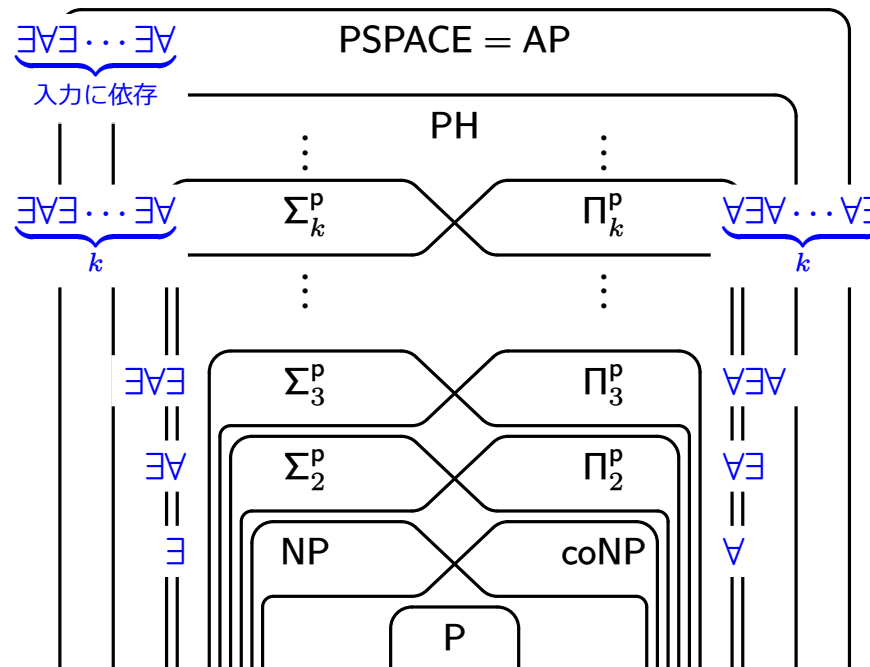 ∃∀∃···∃∀
入力に依存
PSPACE = AP
PH
⋮ ⋮
∃∀∃···∃∀
k
Σ^p_k
Π^p_k
∀∃∀···∀∃
k
⋮ ⋮
∃∀∃
Σ^p_3
Π^p_3
∀∃∀
∃∀
Σ^p_2
Π^p_2
∀∃
∃
NP
coNP
∀
P